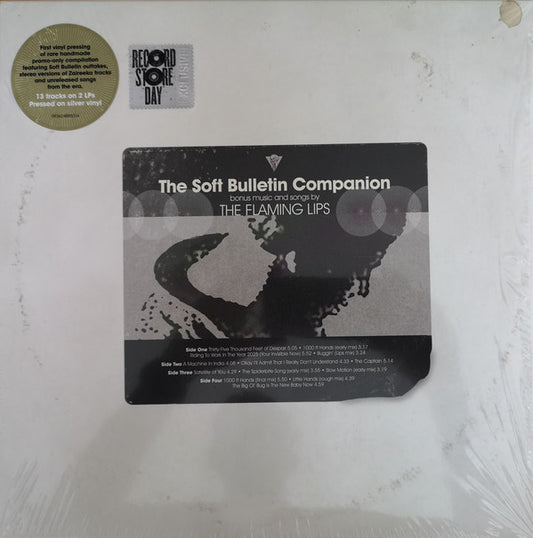 First vinyl pressing
of rare handmade
promo-only compilation
featuring Soft Bulletin outtakes,
stereo versions of Zaireeka tracks
and unreleased songs
from the era.
13 tracks on 2 LPs
Pressed on silver vinyl
RECORD
STORE
DAY
The Soft Bulletin Companion
bonus music and songs by
THE FLAMING LIPS
Side One Thirty-Five Thousand Feet of Despair 5.05 • 1000 ft Hands (early mix) 5.17
Riding To Work In The Year 2025 (Your Invisible Now) 5.52 • Buggin' (Lips mix) 3.24
Side Two A Machine In India 4.08 • Okay I'll Admit That I Really Don't Understand 4.33 • The Captain 5.14
Side Three Satellite of You 4.29 • The Spiderbite Song (early mix) 3.55 • Slow Motion (early mix) 3.19
Side Four 1000 ft Hands (final mix) 5.50 • Little Hands (rough mix) 4.39
The Big Ol' Bug Is The New Baby Now 4.59